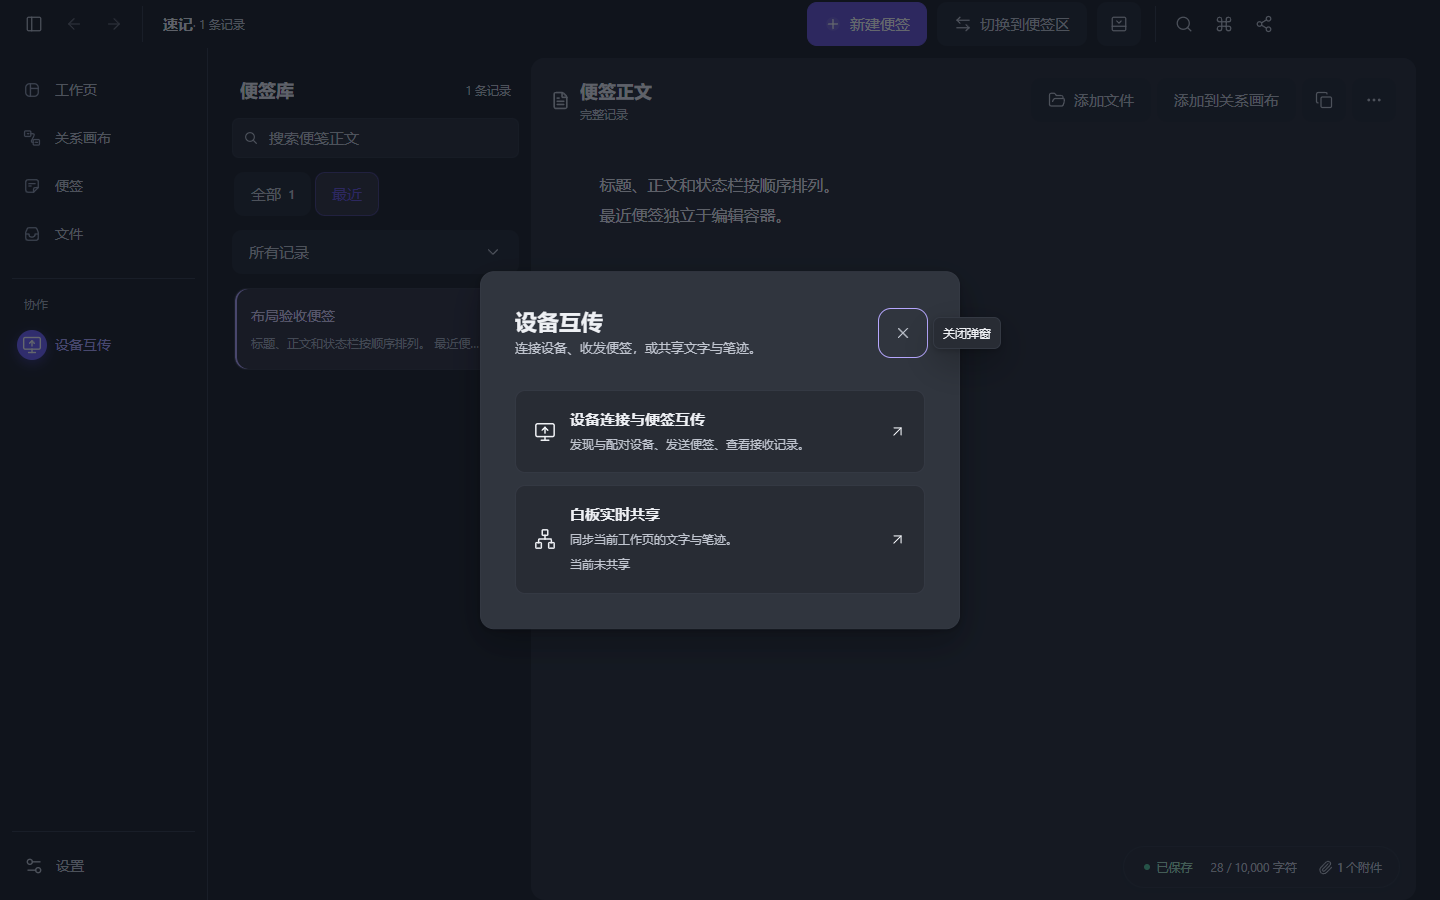 速记 · 1 条记录
新建便签
切换到便签区
工作页
关系画布
便签
文件
协作
设备互传
设置
便签库
1 条记录
搜索便笺正文
全部 1
最近
所有记录
布局验收便签
标题、正文和状态栏按顺序排列。 最近便...
便签正文
完整记录
添加文件
添加到关系画布
标题、正文和状态栏按顺序排列。
最近便签独立于编辑容器。
设备互传
连接设备、收发便签，或共享文字与笔迹。
关闭弹窗
设备连接与便签互传
发现与配对设备、发送便签、查看接收记录。
白板实时共享
同步当前工作页的文字与笔迹。
当前未共享
已保存
28 / 10,000 字符
1 个附件